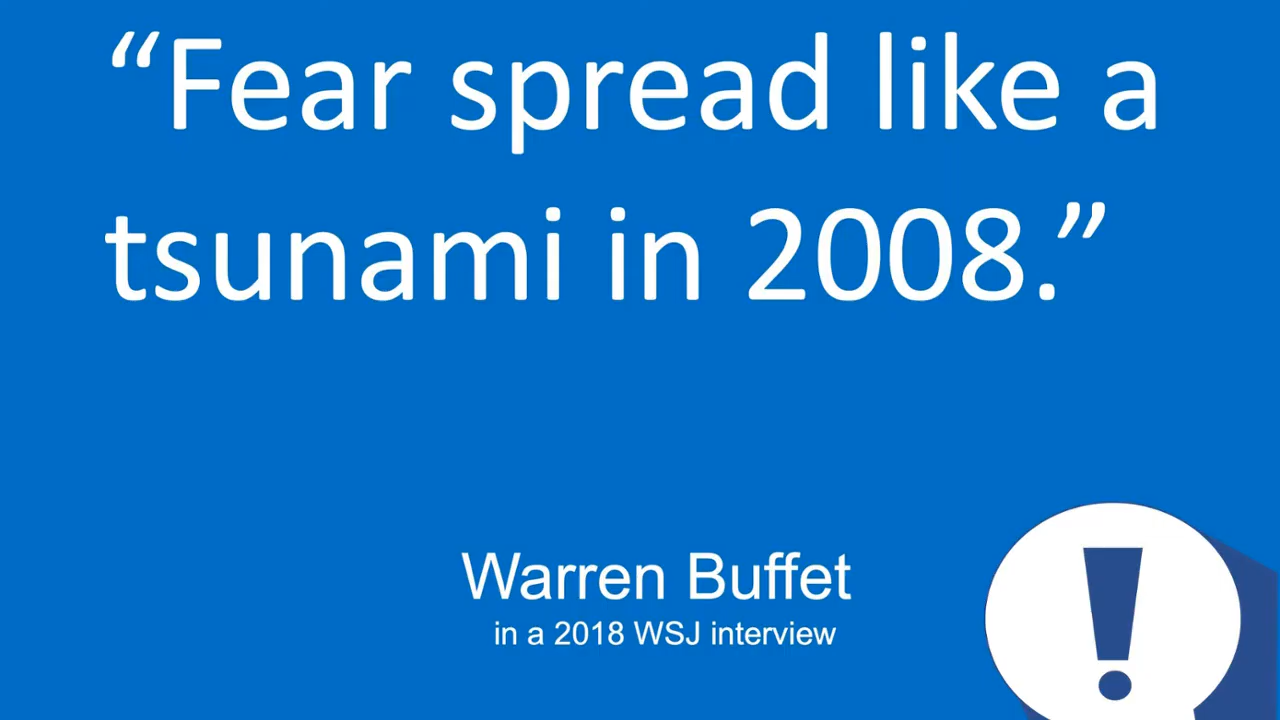 “Fear spread like a
tsunami in 2008.”
Warren Buffet
in a 2018 WSJ interview
!